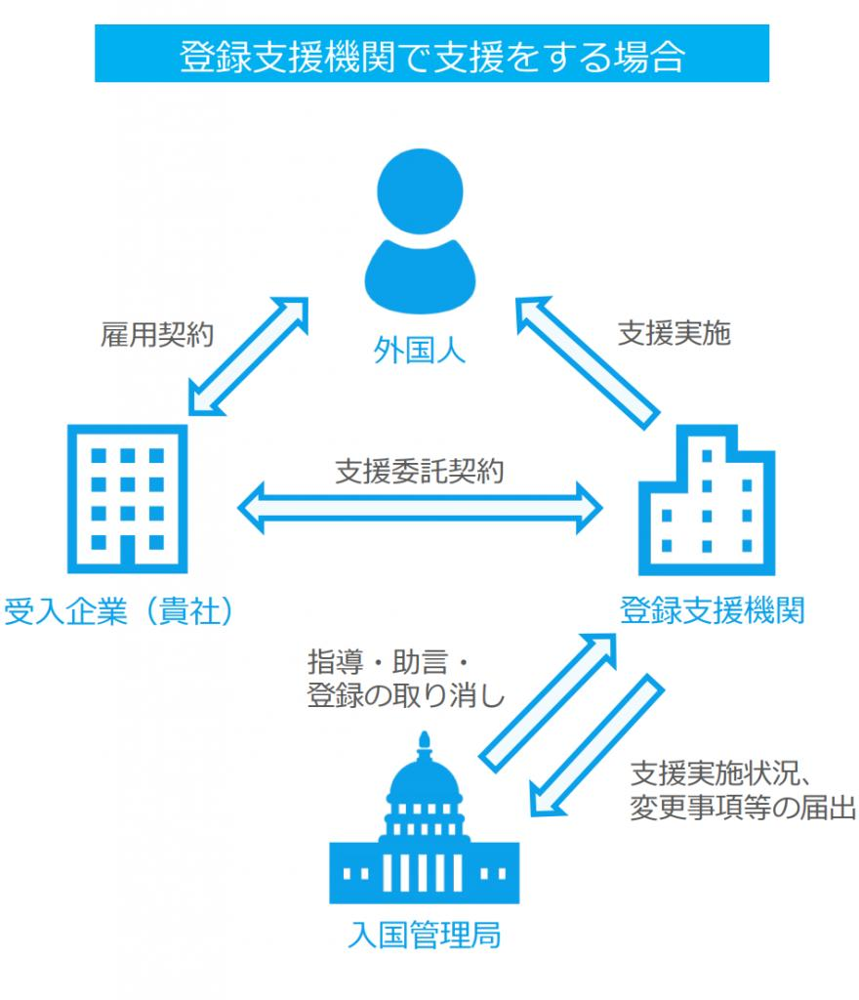 登録支援機関で支援をする場合
雇用契約
外国人
支援実施
支援委託契約
受入企業（貴社）
登録支援機関
指導・助言・
登録の取り消し
支援実施状況、
変更事項等の届出
入国管理局